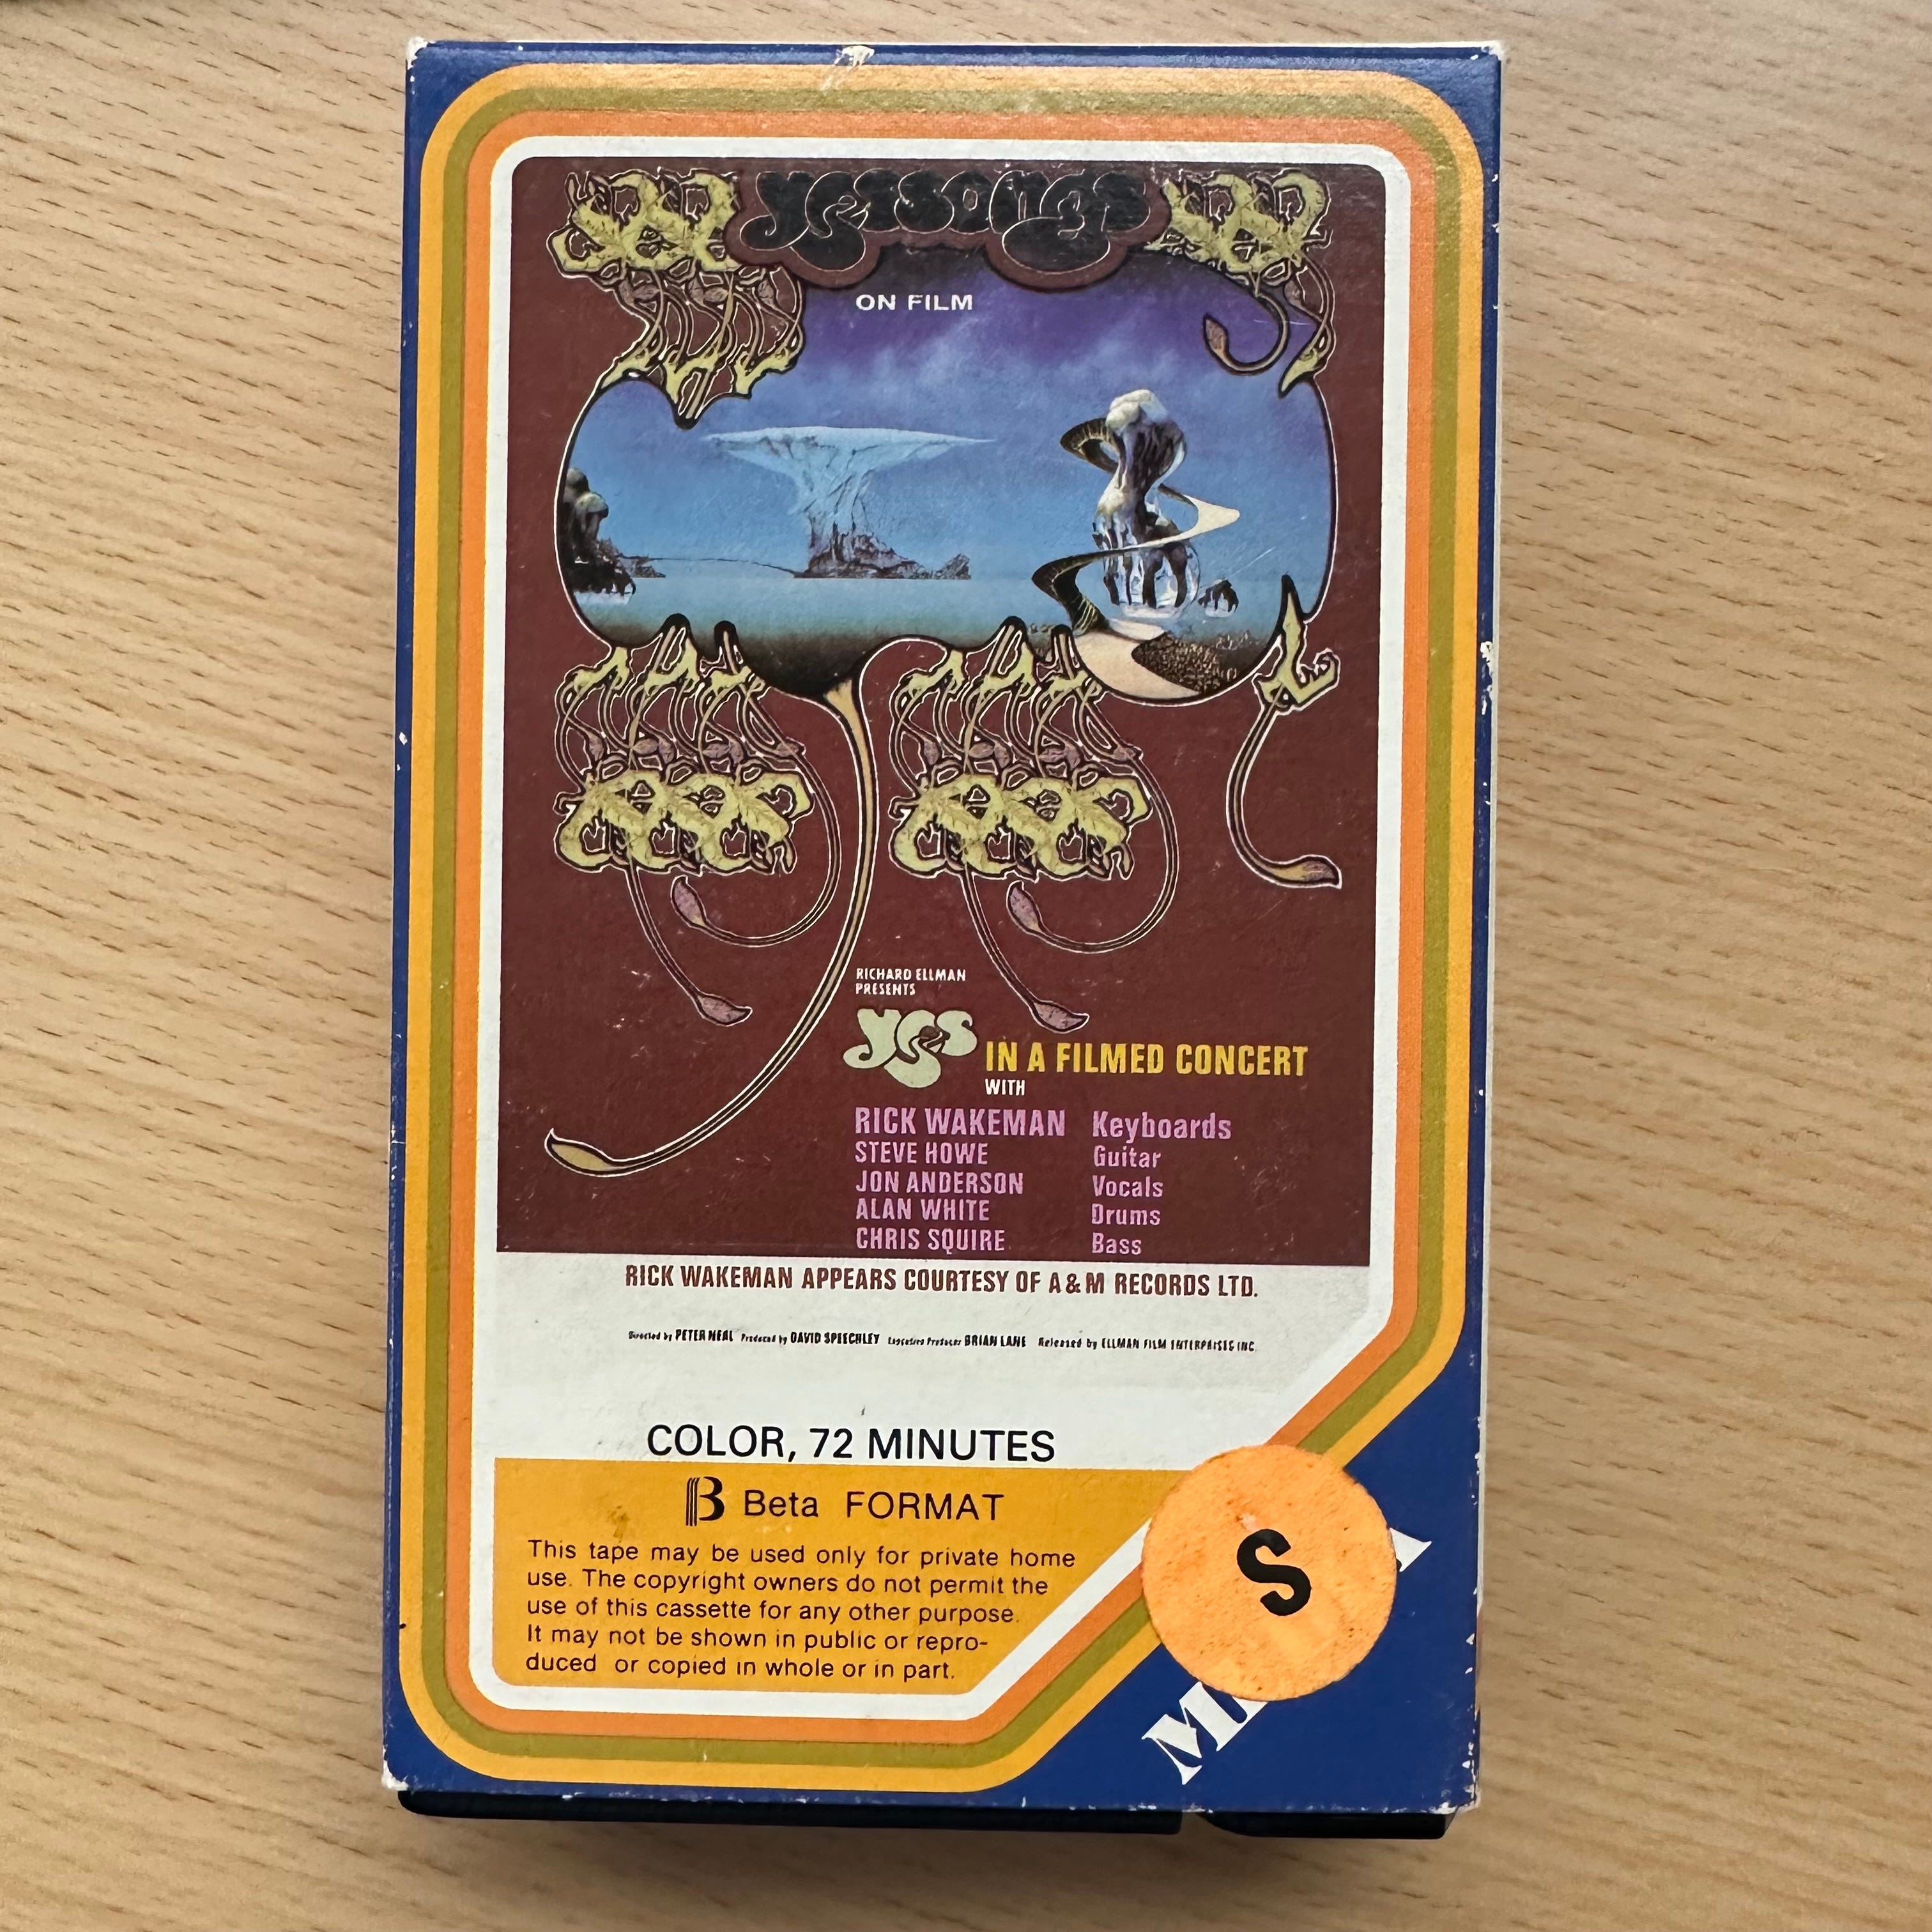 yessongs
ON FILM
RICHARD ELLMAN
PRESENTS
yes IN A FILMED CONCERT
WITH
RICK WAKEMAN Keyboards
STEVE HOWE Guitar
JON ANDERSON Vocals
ALAN WHITE Drums
CHRIS SQUIRE Bass
RICK WAKEMAN APPEARS COURTESY OF A & M RECORDS LTD.
Directed by PETER NEAL Produced by DAVID SPEECHLEY Executive Producer BRIAN LANE Released by ELLMAN FILM ENTERPRISES INC.
COLOR, 72 MINUTES
B Beta FORMAT
This tape may be used only for private home
use. The copyright owners do not permit the
use of this cassette for any other purpose.
It may not be shown in public or repro-
duced or copied in whole or in part.
S